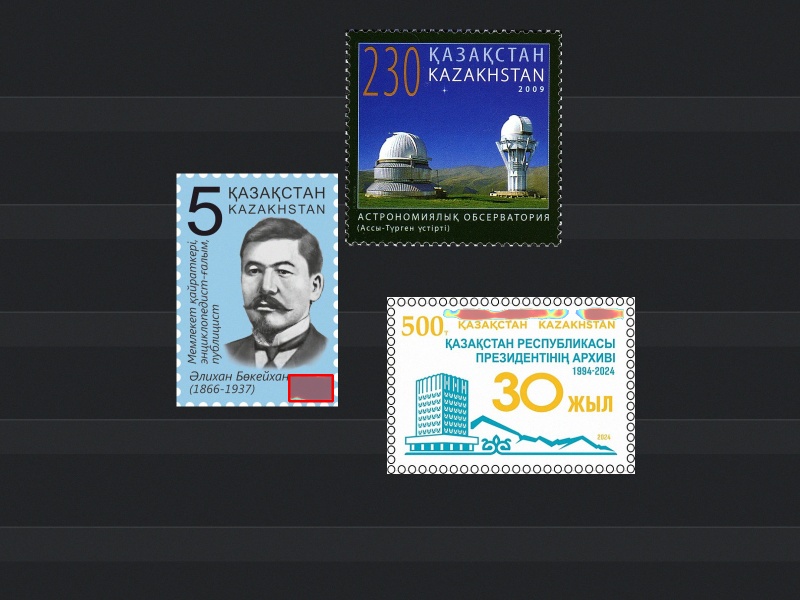 230 ҚАЗАҚСТАН
KAZAKHSTAN
2009
АСТРОНОМИЯЛЫҚ ОБСЕРВАТОРИЯ
(Ассы-Түрген үстірті)
5 ҚАЗАҚСТАН
KAZAKHSTAN
Мемлекет қайраткері,
энциклопедист-ғалым,
публицист
Әлихан Бөкейхан
(1866-1937)
500т ҚАЗАҚСТАН KAZAKHSTAN
ҚАЗАҚСТАН РЕСПУБЛИКАСЫ
ПРЕЗИДЕНТІНІҢ АРХИВІ
1994-2024
30 ЖЫЛ
2024